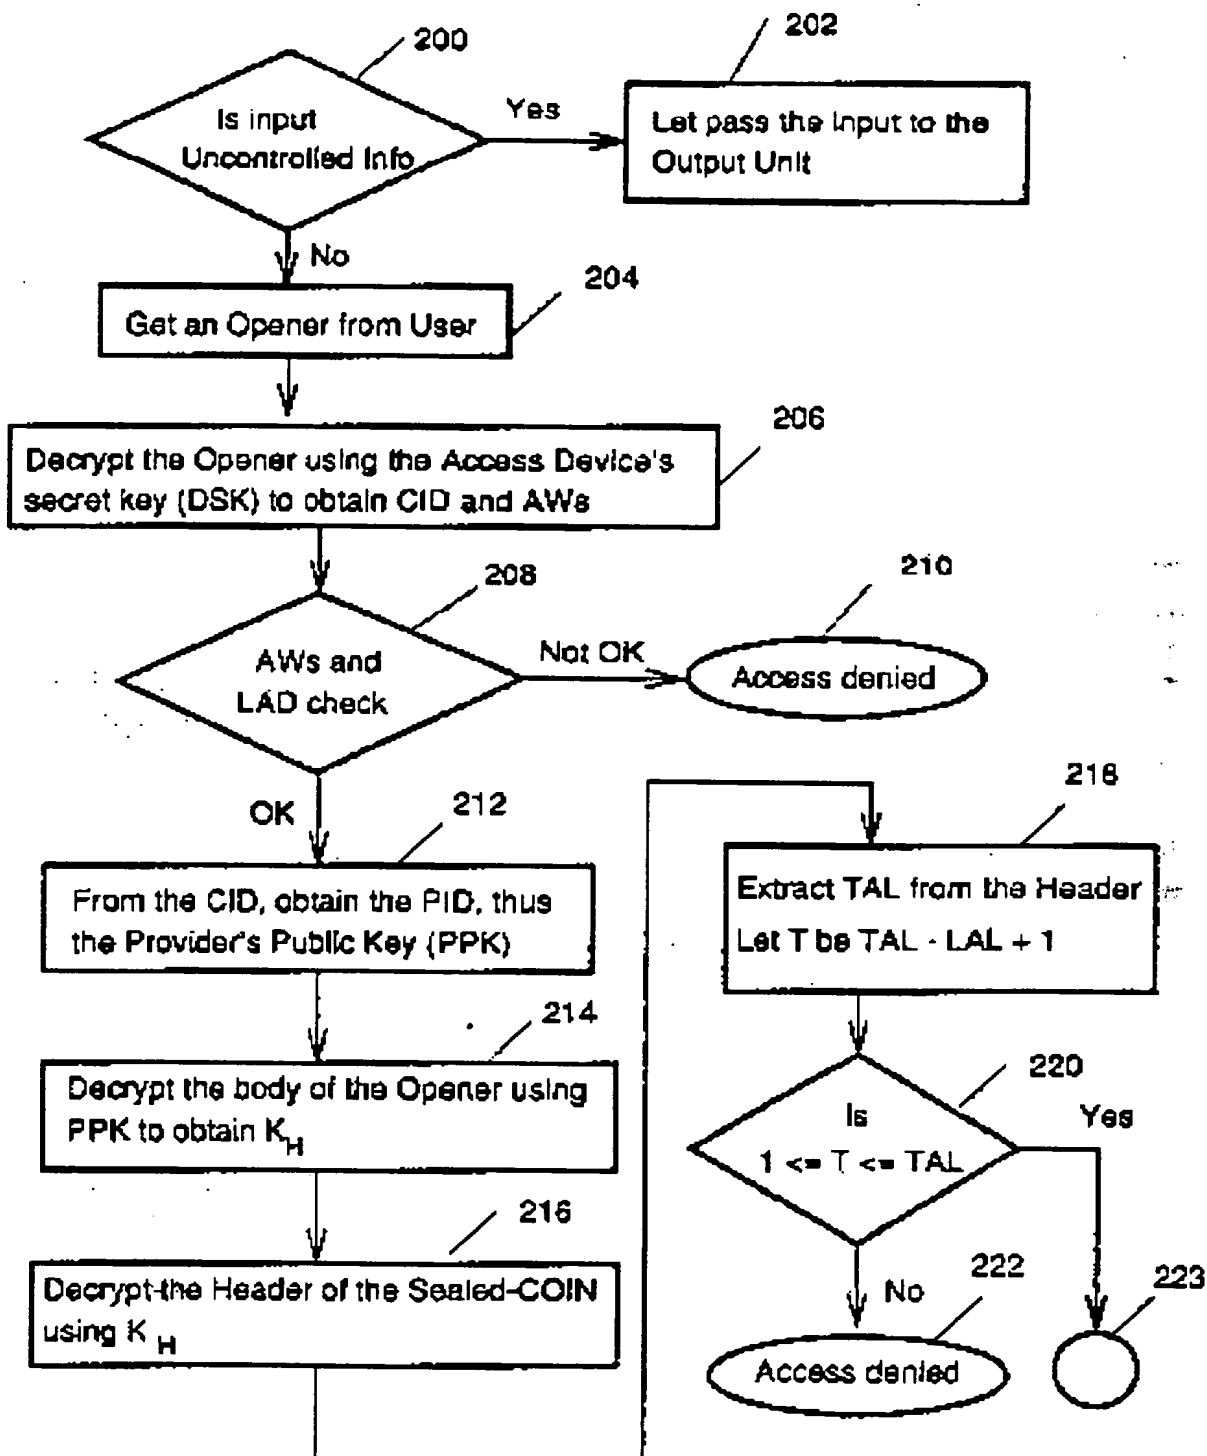 200
202
Is input
Uncontrolled Info
Yes
Let pass the Input to the
Output Unit
No
204
Get an Opener from User
206
Decrypt the Opener using the Access Device's
secret key (DSK) to obtain CID and AWs
208
210
AWs and
LAD check
Not OK
Access denied
OK
212
From the CID, obtain the PID, thus
the Provider's Public Key (PPK)
214
Decrypt the body of the Opener using
PPK to obtain K_H
216
Decrypt the Header of the Sealed-COIN
using K_H
218
Extract TAL from the Header
Let T be TAL - LAL + 1
220
Is
1 <= T <= TAL
Yes
No
222
Access denied
223